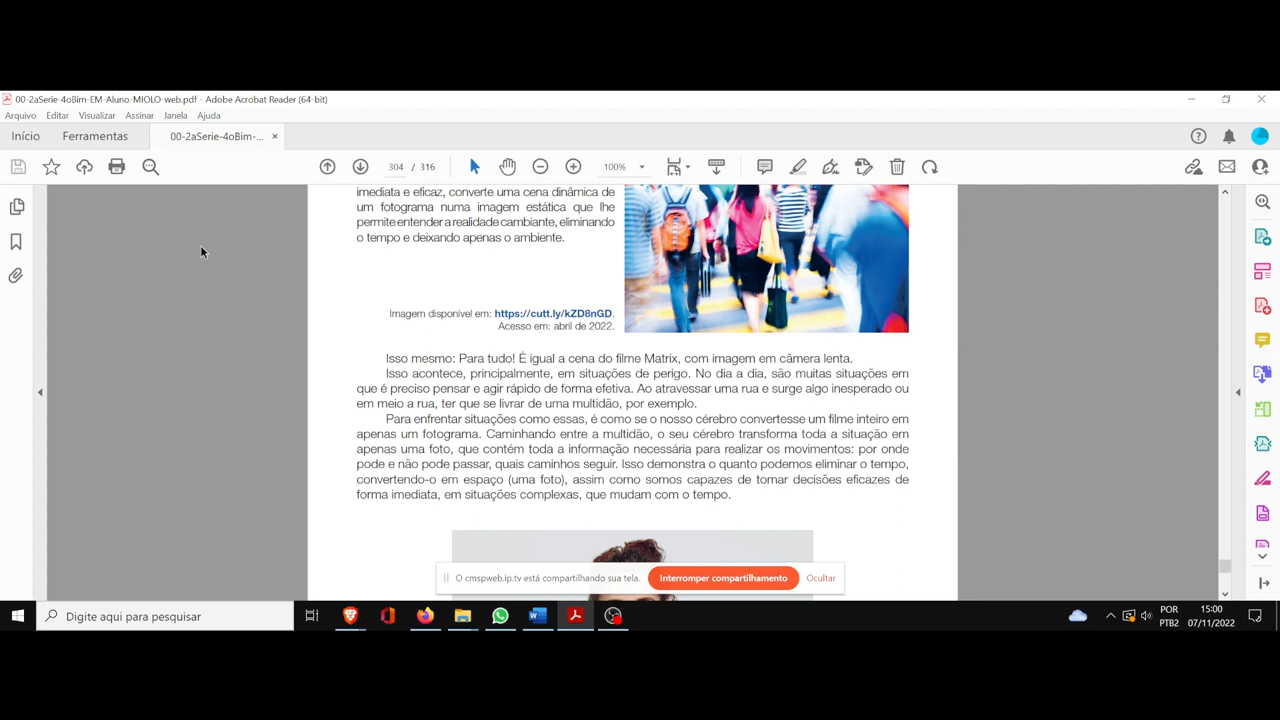 00-2aSerie-4oBim-EM-Aluno-MIOLO-web.pdf - Adobe Acrobat Reader (64-bit)
Arquivo Editar Visualizar Assinar Janela Ajuda
Início Ferramentas 00-2aSerie-4oBim-... ×
304 / 316 100%
imediata e eficaz, converte uma cena dinâmica de
um fotograma numa imagem estática que lhe
permite entender a realidade cambiante, eliminando
o tempo e deixando apenas o ambiente.
Imagem disponível em: https://cutt.ly/kZD8nGD.
Acesso em: abril de 2022.
Isso mesmo: Para tudo! É igual a cena do filme Matrix, com imagem em câmera lenta.
Isso acontece, principalmente, em situações de perigo. No dia a dia, são muitas situações em
que é preciso pensar e agir rápido de forma efetiva. Ao atravessar uma rua e surge algo inesperado ou
em meio a rua, ter que se livrar de uma multidão, por exemplo.
Para enfrentar situações como essas, é como se o nosso cérebro convertesse um filme inteiro em
apenas um fotograma. Caminhando entre a multidão, o seu cérebro transforma toda a situação em
apenas uma foto, que contém toda a informação necessária para realizar os movimentos: por onde
pode e não pode passar, quais caminhos seguir. Isso demonstra o quanto podemos eliminar o tempo,
convertendo-o em espaço (uma foto), assim como somos capazes de tomar decisões eficazes de
forma imediata, em situações complexas, que mudam com o tempo.
O cmspweb.ip.tv está compartilhando sua tela. Interromper compartilhamento Ocultar
Digite aqui para pesquisar
POR 15:00
PTB2 07/11/2022